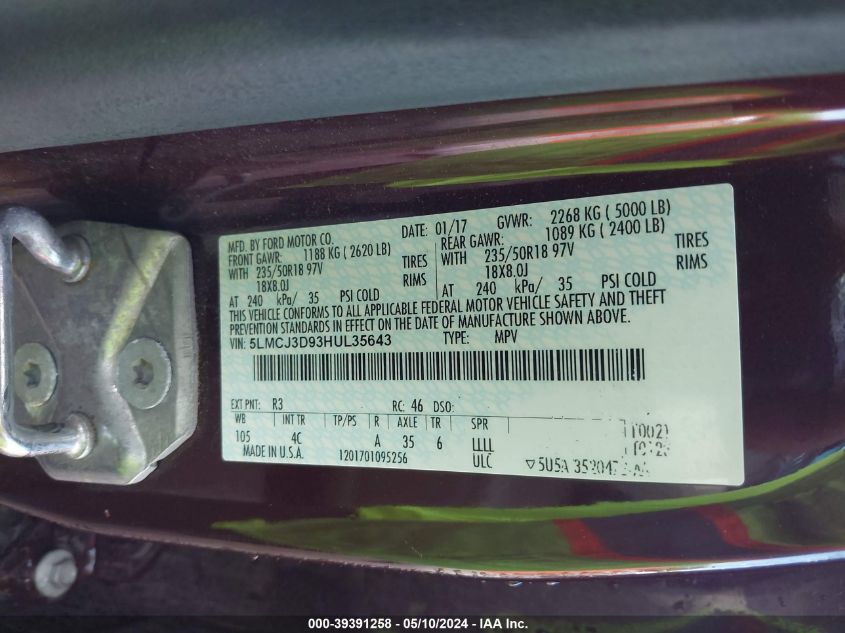 MFD. BY FORD MOTOR CO. DATE: 01/17 GVWR: 2268 KG ( 5000 LB)
FRONT GAWR: 1188 KG ( 2620 LB) REAR GAWR: 1089 KG ( 2400 LB)
WITH 235/50R18 97V TIRES WITH 235/50R18 97V TIRES
18X8.0J RIMS 18X8.0J RIMS
AT 240 kPa/ 35 PSI COLD AT 240 kPa/ 35 PSI COLD
THIS VEHICLE CONFORMS TO ALL APPLICABLE FEDERAL MOTOR VEHICLE SAFETY AND THEFT
PREVENTION STANDARDS IN EFFECT ON THE DATE OF MANUFACTURE SHOWN ABOVE.
VIN: 5LMCJ3D93HUL35643 TYPE: MPV
EXT PNT: R3 RC: 46 DSO:
WB INT TR TP/PS R AXLE TR SPR
105 4C A 35 6 LLLL
MADE IN U.S.A. 1201701095256 ULC
000-39391258 - 05/10/2024 - IAA Inc.